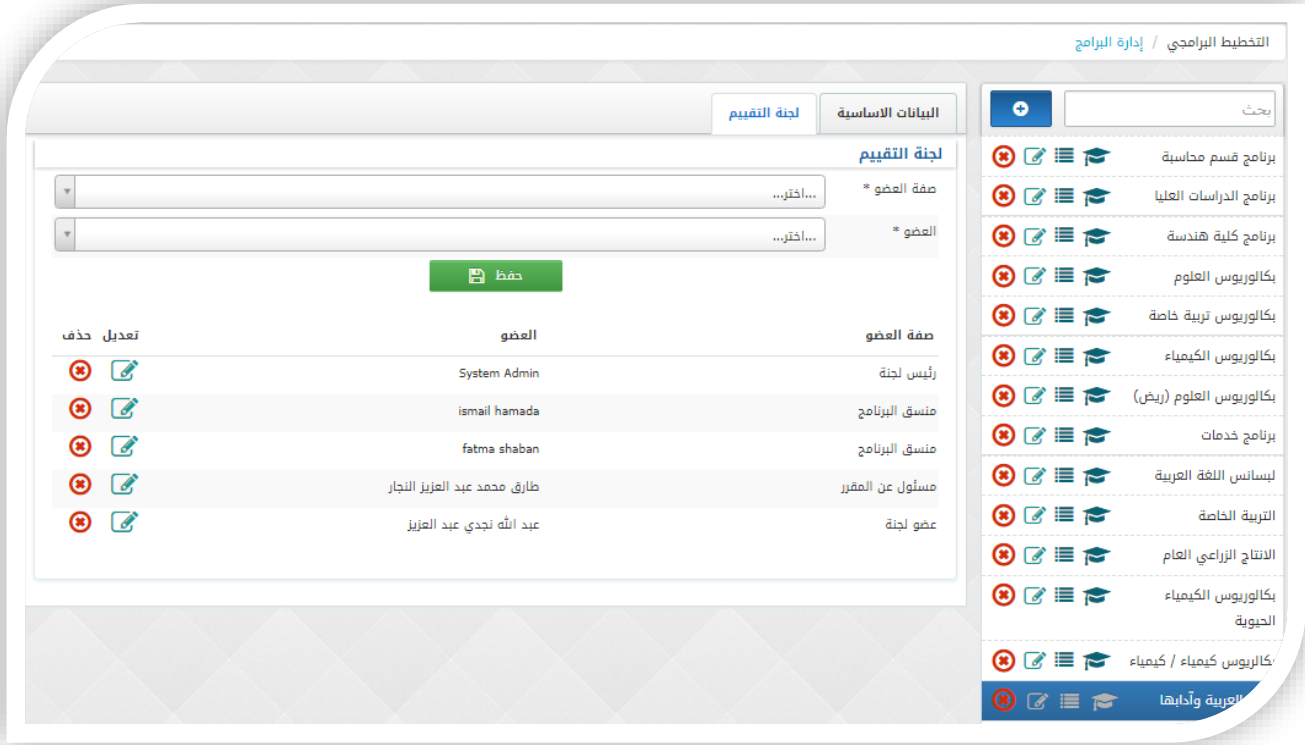 التخطيط البرامجي / إدارة البرامج
بحث
برنامج قسم محاسبة
برنامج الدراسات العليا
برنامج كلية هندسة
بكالوريوس العلوم
بكالوريوس تربية خاصة
بكالوريوس الكيمياء
بكالوريوس العلوم (ريض)
برنامج خدمات
لبسانس اللغة العربية
التربية الخاصة
الانتاج الزراعي العام
بكالوريوس الكيمياء
الحيوية
بكالريوس كيمياء / كيمياء
العربية وآدابها
البيانات الاساسية لجنة التقييم
لجنة التقييم
صفة العضو * ...اختر...
العضو * ...اختر...
حفظ
صفة العضو العضو تعديل حذف
رئيس لجنة System Admin
منسق البرنامج ismail hamada
منسق البرنامج fatma shaban
مسئول عن المقرر طارق محمد عبد العزيز النجار
عضو لجنة عبد الله نجدي عبد العزيز